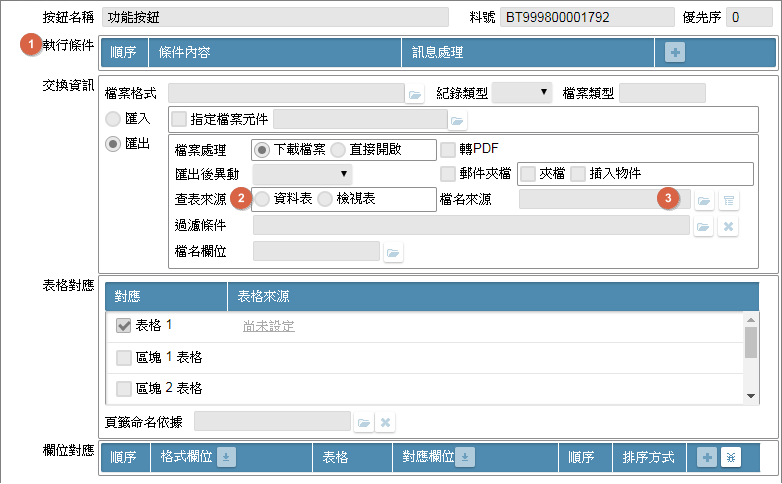 按鈕名稱 功能按鈕 料號 BT999800001792 優先序 0
1 執行條件 順序 條件內容 訊息處理
交換資訊
檔案格式 紀錄類型 檔案類型
匯入 指定檔案元件
匯出
檔案處理 下載檔案 直接開啟 轉PDF
匯出後異動 郵件夾檔 夾檔 插入物件
查表來源 2 資料表 檢視表 檔名來源 3
過濾條件
檔名欄位
表格對應 對應 表格來源
表格 1 尚未設定
區塊 1 表格
區塊 2 表格
頁籤命名依據
欄位對應 順序 格式欄位 表格 對應欄位 順序 排序方式